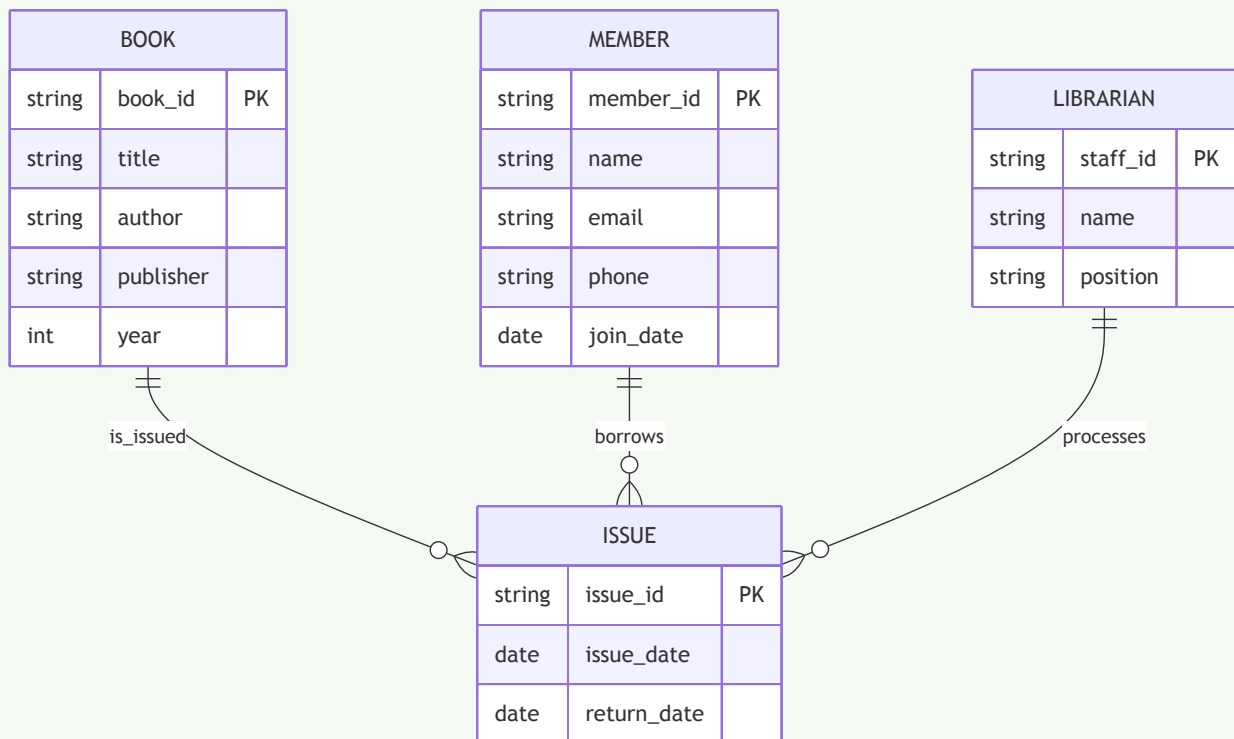 BOOK
string book_id PK
string title
string author
string publisher
int year
MEMBER
string member_id PK
string name
string email
string phone
date join_date
LIBRARIAN
string staff_id PK
string name
string position
is_issued
borrows
processes
ISSUE
string issue_id PK
date issue_date
date return_date